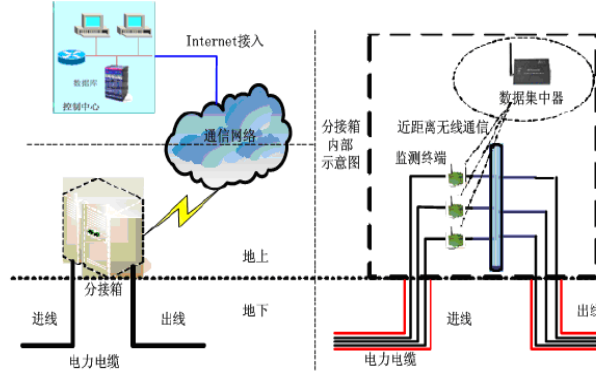 Internet接入
数据库
控制中心
通信网络
分接箱
内部
示意图
近距离无线通信
数据集中器
监测终端
地上
分接箱
地下
进线
出线
电力电缆
进线
出线
电力电缆